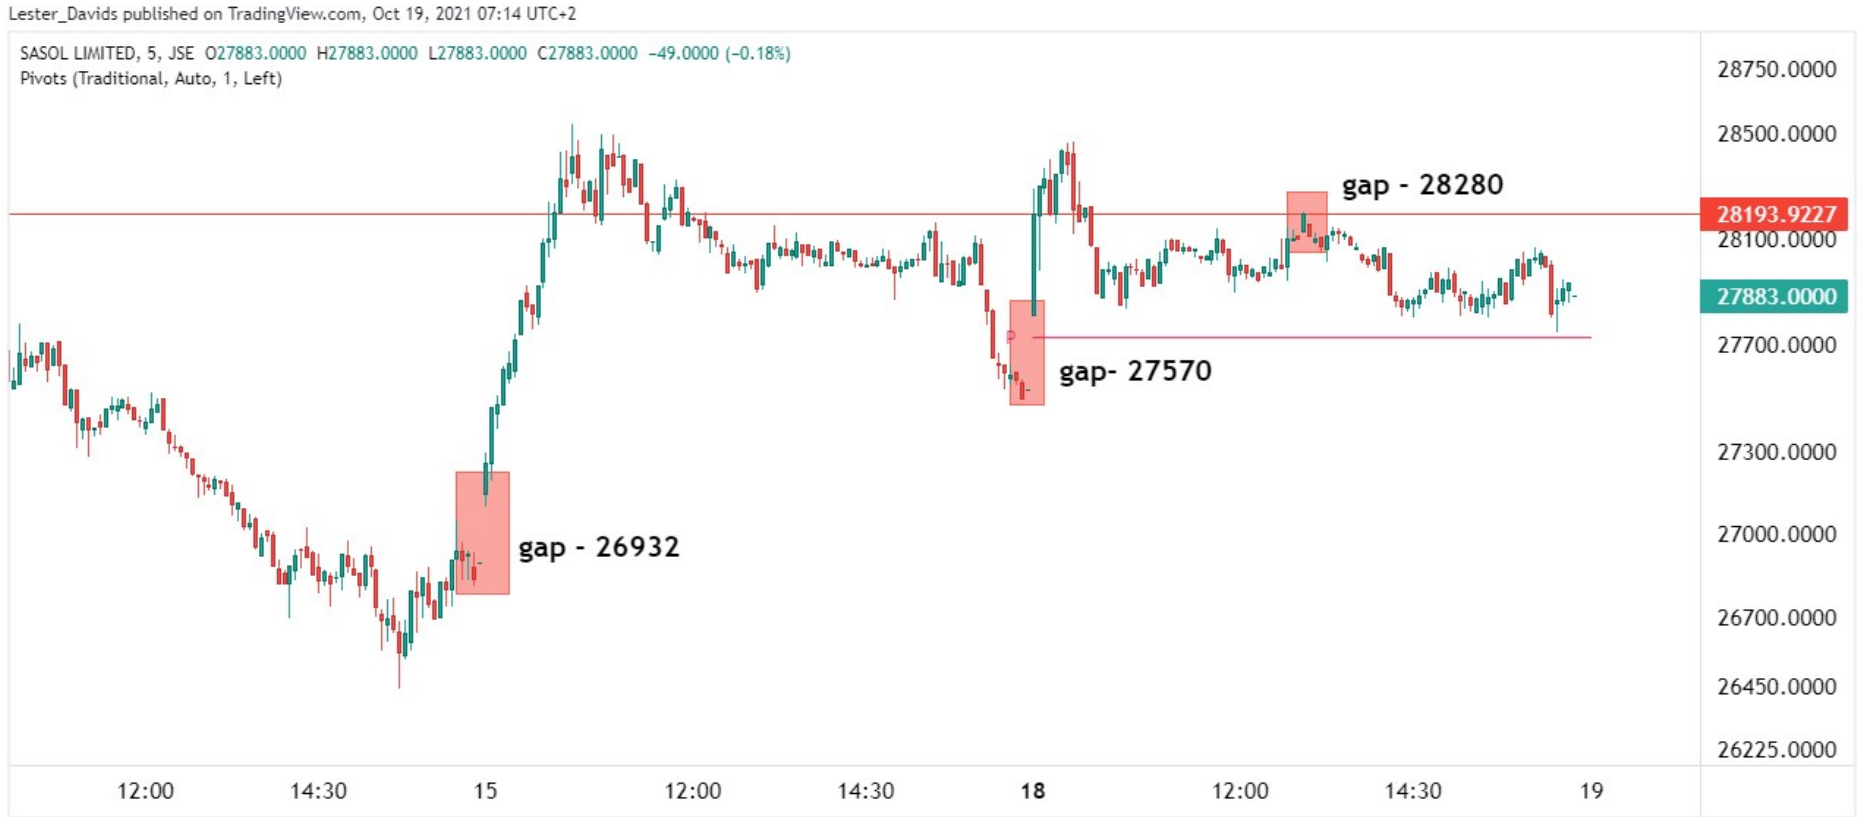 Lester_Davids published on TradingView.com, Oct 19, 2021 07:14 UTC+2
SASOL LIMITED, 5, JSE O27883.0000 H27883.0000 L27883.0000 C27883.0000 −49.0000 (−0.18%)
Pivots (Traditional, Auto, 1, Left)
28750.0000
28500.0000
gap - 28280
28193.9227
28100.0000
27883.0000
P
27700.0000
gap- 27570
27300.0000
gap - 26932
27000.0000
26700.0000
26450.0000
26225.0000
12:00 14:30 15 12:00 14:30 18 12:00 14:30 19